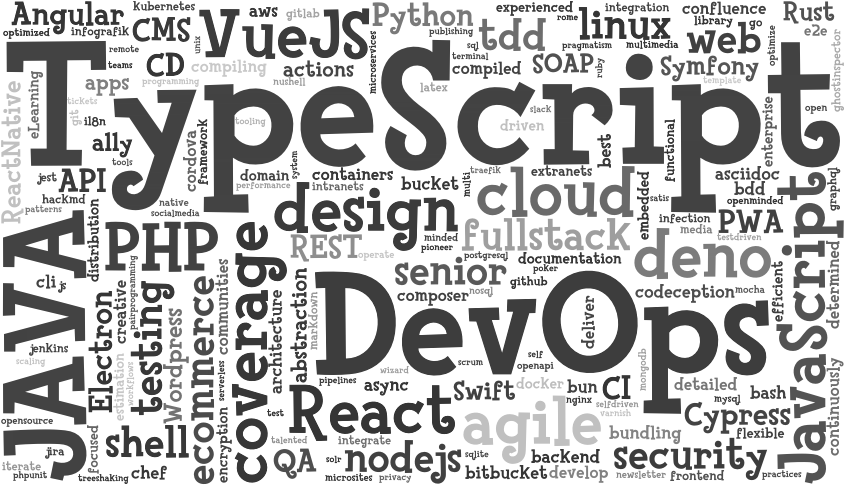 Angular
kubernetes
aws
gitlab
Python
experienced
rome
integration
confluence
library
go
Rust
optimized
infografik
CMS
unix
VueJS
publishing
sql
tdd
linux
web
optimize
e2e
remote
teams
CD
compiling
actions
microservices
terminal
compiled
pragmatism
SOAP
ruby
multimedia
Symfony
ghostinspector
TypeScript
eLearning
apps
programming
nushell
latex
template
tickets
git
il8n
tooling
slack
driven
open
ReactNative
ally
tools
cordova
framework
system
best
functional
enterprise
jest
API
domain
performance
containers
intranets
bucket
multi
traefik
extranets
embedded
satis
asciidoc
bdd
openminded
graphql
hackmd
patterns
native
socialmedia
design
cloud
infection
media
PWA
JAVA
distribution
PHP
coverage
REST
operate
minded
pioneer
fullstack
postgresql
documentation
deno
testdriven
JavaScript
determined
cli
js
creative
pairprogramming
testing
ecommerce
communities
architecture
abstraction
markdown
senior
composer
nosql
poker
github
codeception
mocha
efficient
DevOps
deliver
jenkins
scaling
Electron
estimation
workflows
Wordpress
serverless
pipelines
wizard
scrum
self
openapi
mongodb
continuously
opensource
async
Swift
docker
bun
nginx
CI
detailed
mysql
bash
focused
shell
encryption
test
React
agile
selfdriven
varnish
Cypress
flexible
jira
iterate
phpunit
treeshaking
chef
talented
QA
integrate
solr
microsites
nodejs
privacy
sqlite
bitbucket
backend
develop
bundling
security
newsletter
frontend
practices